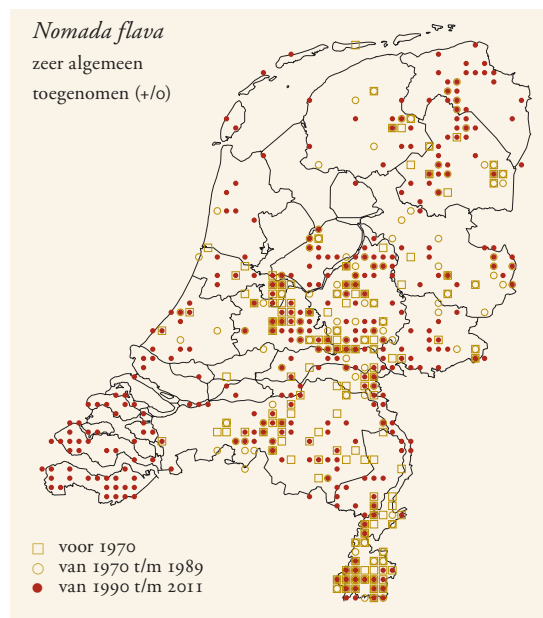 Nomada flava
zeer algemeen
toegenomen (+/0)
voor 1970
van 1970 t/m 1989
van 1990 t/m 2011